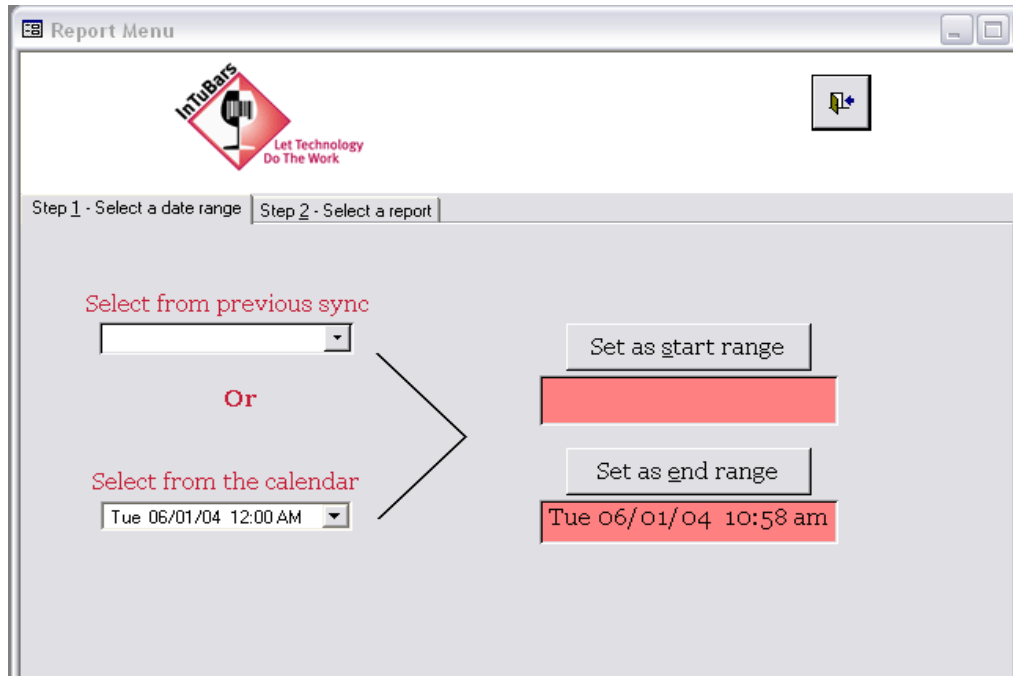 Report Menu
InTuBars
Let Technology
Do The Work
Step 1 - Select a date range
Step 2 - Select a report
Select from previous sync
Or
Select from the calendar
Tue 06/01/04 12:00 AM
Set as start range
Set as end range
Tue 06/01/04 10:58 am